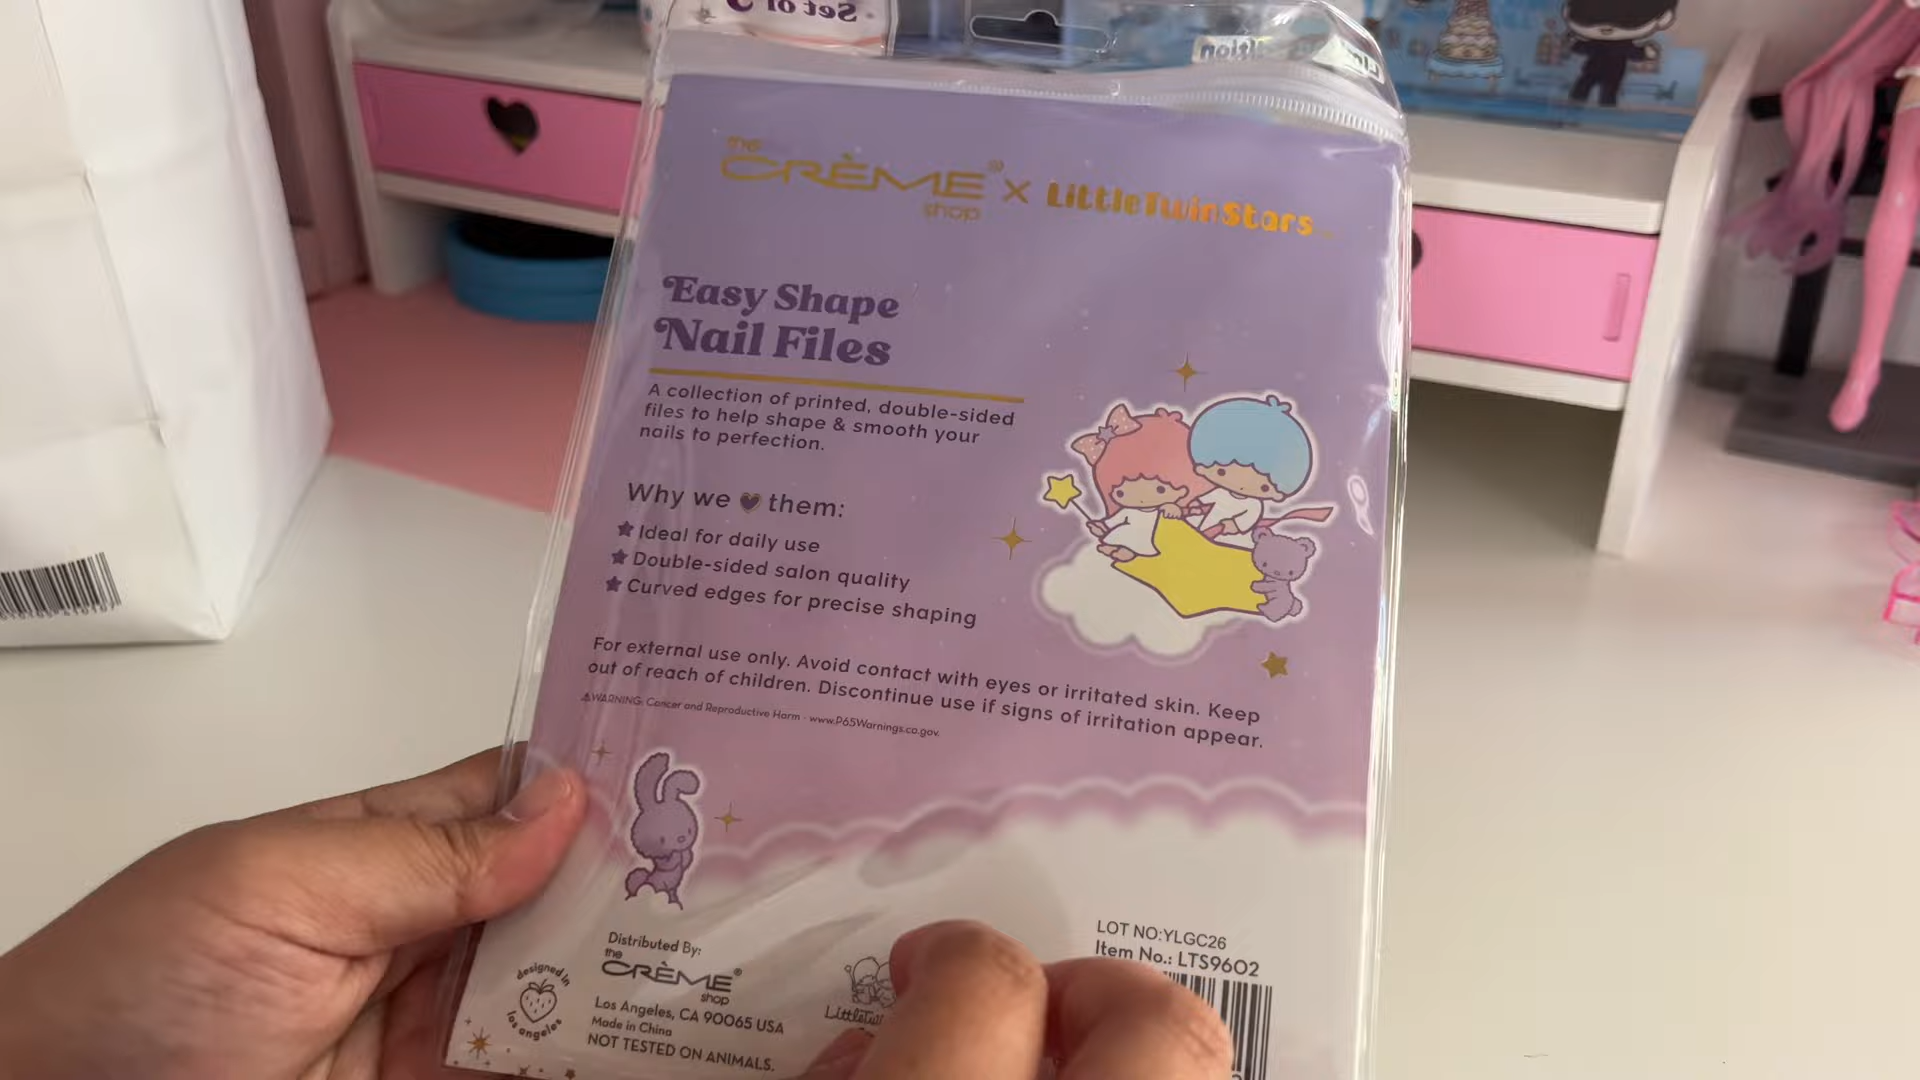 Set of
the
CRÈME
shop
× LittleTwinStars
Easy Shape
Nail Files
A collection of printed, double-sided
files to help shape & smooth your
nails to perfection.
Why we them:
Ideal for daily use
Double-sided salon quality
Curved edges for precise shaping
For external use only. Avoid contact with eyes or irritated skin. Keep
out of reach of children. Discontinue use if signs of irritation appear.
⚠WARNING: Cancer and Reproductive Harm - www.P65Warnings.ca.gov.
designed in
los angeles
Distributed By:
the
CRÈME®
shop
Los Angeles, CA 90065 USA
Made in China
NOT TESTED ON ANIMALS.
LOT NO:YLGC26
Item No.: LTS9602